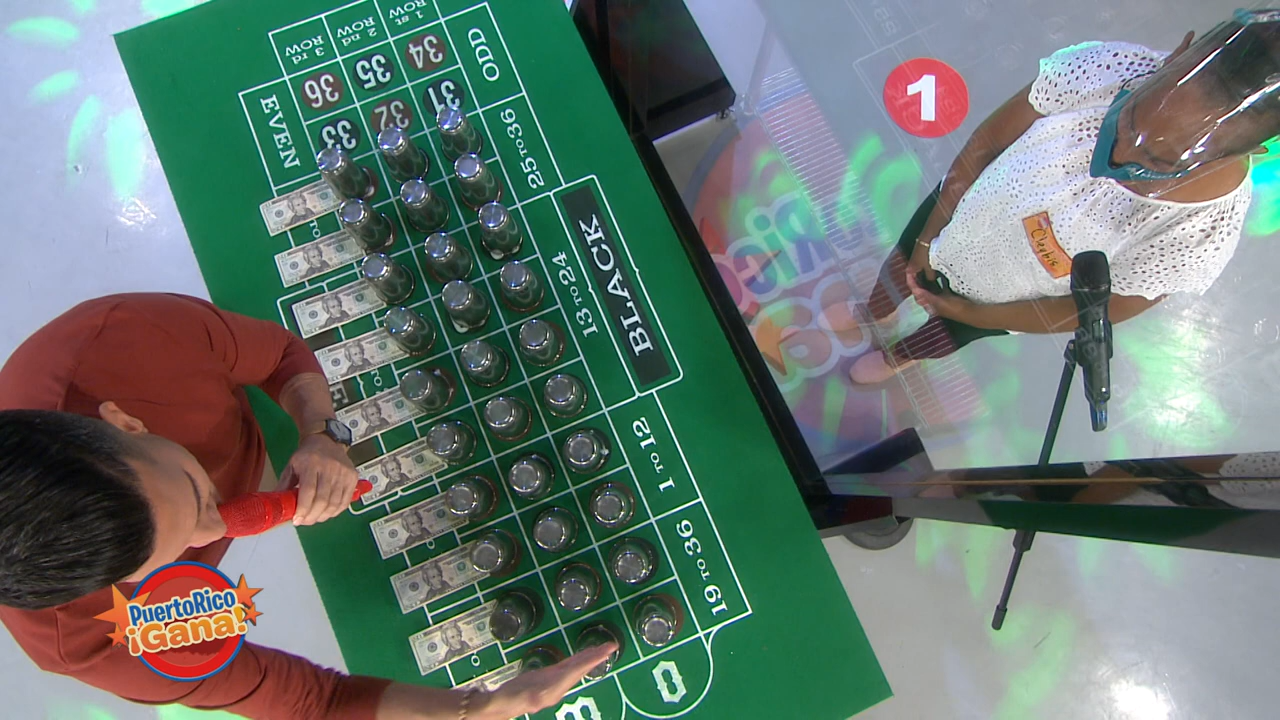 1 st
ROW
2 nd
ROW
3 rd
ROW
ODD
34
35
36
31
32
33
EVEN
25 TO 36
BLACK
13 TO 24
1 TO 12
19 TO 36
1
PuertoRico
¡Gana!